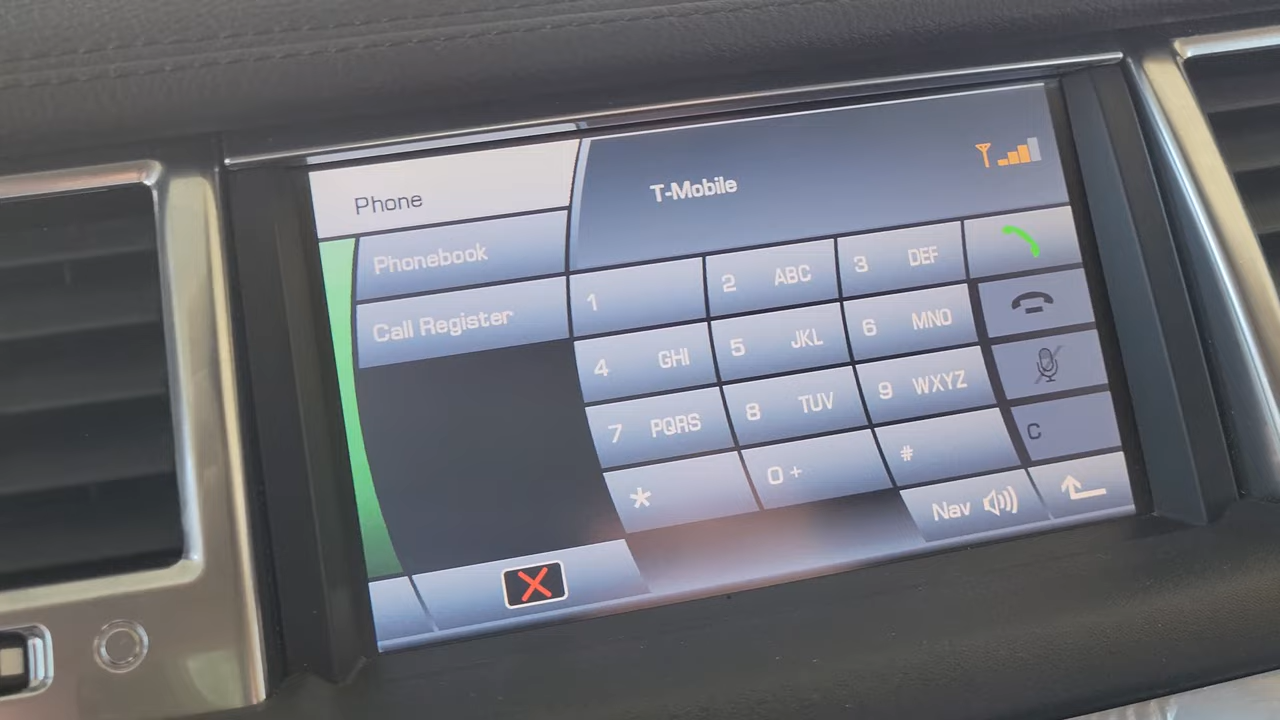 Phone
T-Mobile
Phonebook
Call Register
1
2 ABC
3 DEF
4 GHI
5 JKL
6 MNO
7 PQRS
8 TUV
9 WXYZ
*
0 +
#
C
Nav